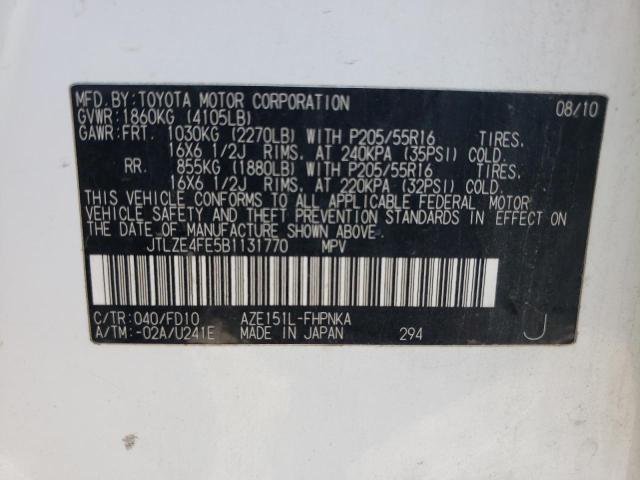 MFD. BY: TOYOTA MOTOR CORPORATION 08/10
GVWR: 1860KG (4105LB)
GAWR: FRT. 1030KG (2270LB) WITH P205/55R16 TIRES,
16X6 1/2J RIMS, AT 240KPA (35PSI) COLD.
RR. 855KG (1880LB) WITH P205/55R16 TIRES,
16X6 1/2J RIMS, AT 220KPA (32PSI) COLD.
THIS VEHICLE CONFORMS TO ALL APPLICABLE FEDERAL MOTOR
VEHICLE SAFETY AND THEFT PREVENTION STANDARDS IN EFFECT ON
THE DATE OF MANUFACTURE SHOWN ABOVE.
JTLZE4FE5B1131770 MPV
C/TR: 040/FD10 AZE151L-FHPNKA
A/TM: -02A/U241E MADE IN JAPAN 294 J